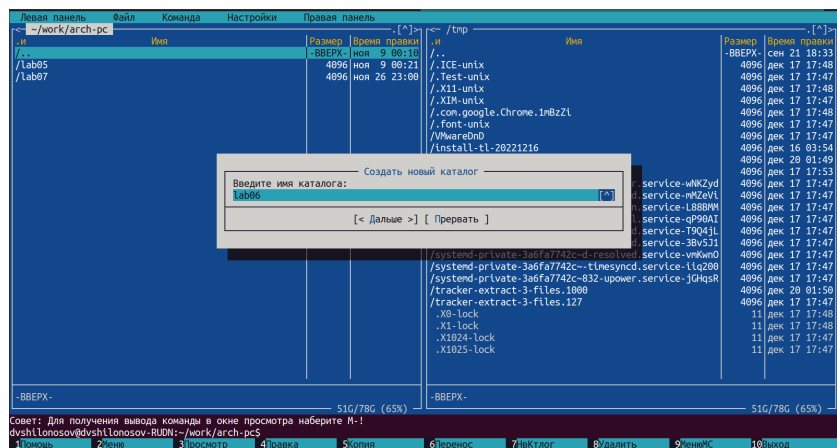 Левая панель Файл Команда Настройки Правая панель
<─ ~/work/arch-pc .[^]>
.и Имя Размер Время правки
/.. -ВВЕРХ- ноя 9 00:10
/lab05 4096 ноя 9 00:21
/lab07 4096 ноя 26 23:00
-ВВЕРХ-
51G/78G (65%)
<─ /tmp .[^]>
.и Имя Размер Время правки
/.. -ВВЕРХ- сен 21 18:33
/.ICE-unix 4096 дек 17 17:48
/.Test-unix 4096 дек 17 17:47
/.X11-unix 4096 дек 17 17:48
/.XIM-unix 4096 дек 17 17:47
/.com.google.Chrome.1mBzZi 4096 дек 17 17:48
/.font-unix 4096 дек 17 17:47
/VMwareDnD 4096 дек 17 17:47
/install-tl-20221216 4096 дек 16 03:54
4096 дек 20 01:49
4096 дек 17 17:53
r.service-wNKZyd 4096 дек 17 17:47
d.service-mMZeVi 4096 дек 17 17:47
n.service-L88BMM 4096 дек 17 17:48
l.service-qP90AI 4096 дек 17 17:47
d.service-T9Q4jL 4096 дек 17 17:47
.service-3Bv5J1 4096 дек 17 17:47
/systemd-private-3a6fa7742c~d-resolved.service-vmKwnO 4096 дек 17 17:47
/systemd-private-3a6fa7742c~-timesyncd.service-iiq200 4096 дек 17 17:47
/systemd-private-3a6fa7742c~832-upower.service-jGHqsR 4096 дек 17 17:47
/tracker-extract-3-files.1000 4096 дек 20 01:50
/tracker-extract-3-files.127 4096 дек 17 17:47
.X0-lock 11 дек 17 17:48
.X1-lock 11 дек 17 17:48
.X1024-lock 11 дек 17 17:47
.X1025-lock 11 дек 17 17:47
-ВВЕРХ-
51G/78G (65%)
Создать новый каталог
Введите имя каталога:
lab06 [^]
[< Дальше >] [ Прервать ]
Совет: Для получения вывода команды в окне просмотра наберите M-!
dvshilonosov@dvshilonosov-RUDN:~/work/arch-pc$
1Помощь 2Меню 3Просмотр 4Правка 5Копия 6Перенос 7НвКтлог 8Удалить 9МенюМС 10Выход